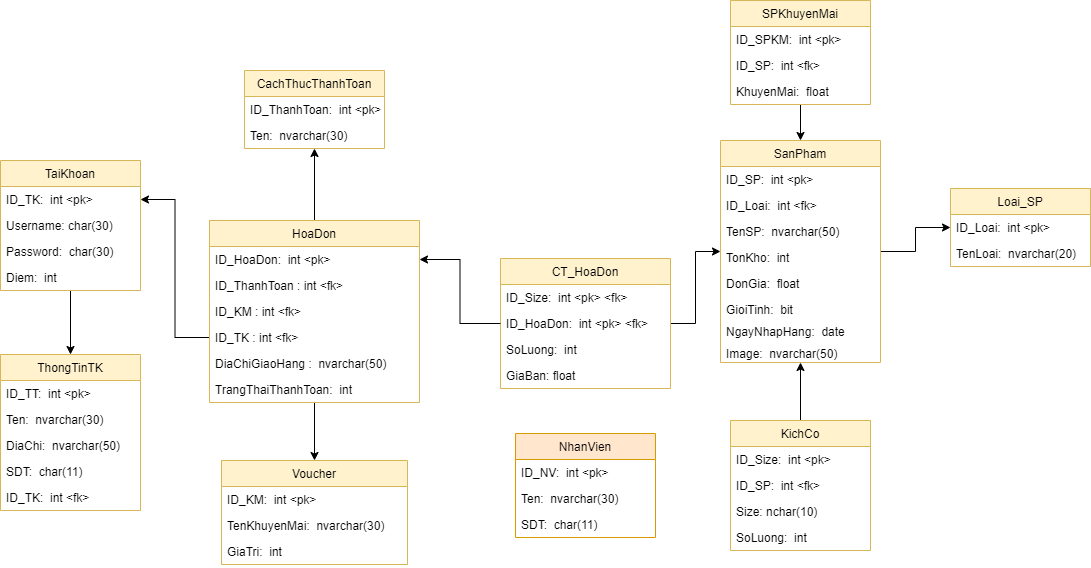 SPKhuyenMai
ID_SPKM: int <pk>
ID_SP: int <fk>
KhuyenMai: float
CachThucThanhToan
ID_ThanhToan: int <pk>
Ten: nvarchar(30)
TaiKhoan
ID_TK: int <pk>
Username: char(30)
Password: char(30)
Diem: int
HoaDon
ID_HoaDon: int <pk>
ID_ThanhToan : int <fk>
ID_KM : int <fk>
ID_TK : int <fk>
DiaChiGiaoHang : nvarchar(50)
TrangThaiThanhToan: int
CT_HoaDon
ID_Size: int <pk> <fk>
ID_HoaDon: int <pk> <fk>
SoLuong: int
GiaBan: float
SanPham
ID_SP: int <pk>
ID_Loai: int <fk>
TenSP: nvarchar(50)
TonKho: int
DonGia: float
GioiTinh: bit
NgayNhapHang: date
Image: nvarchar(50)
Loai_SP
ID_Loai: int <pk>
TenLoai: nvarchar(20)
ThongTinTK
ID_TT: int <pk>
Ten: nvarchar(30)
DiaChi: nvarchar(50)
SDT: char(11)
ID_TK: int <fk>
Voucher
ID_KM: int <pk>
TenKhuyenMai: nvarchar(30)
GiaTri: int
NhanVien
ID_NV: int <pk>
Ten: nvarchar(30)
SDT: char(11)
KichCo
ID_Size: int <pk>
ID_SP: int <fk>
Size: nchar(10)
SoLuong: int